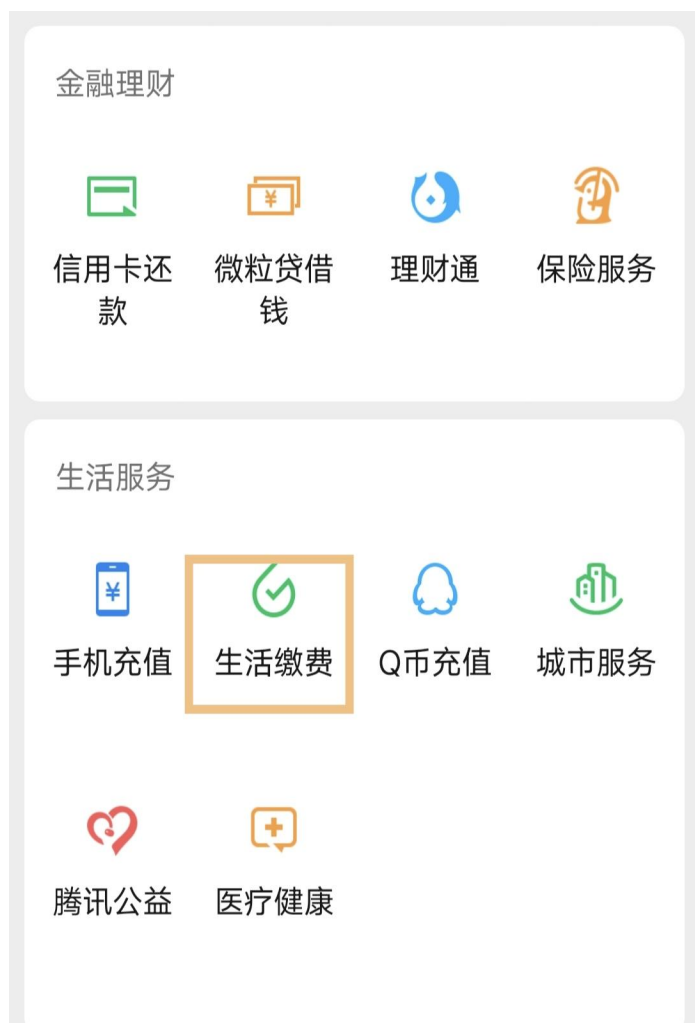 金融理财
信用卡还 微粒贷借 理财通 保险服务
款 钱
生活服务
手机充值 生活缴费 Q币充值 城市服务
腾讯公益 医疗健康